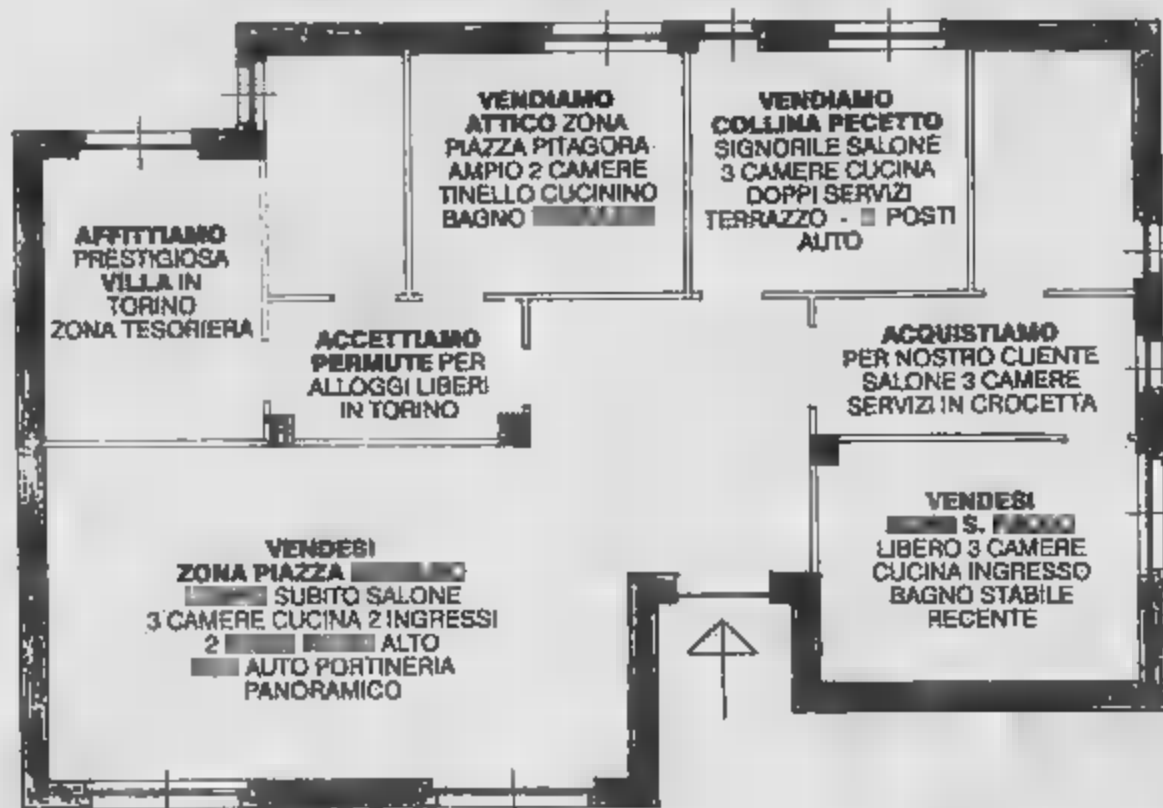 VENDIAMO
ATTICO ZONA
PIAZZA PITAGORA
AMPIO 2 CAMERE
TINELLO CUCININO
BAGNO
VENDIAMO
COLLINA PECETTO
SIGNORILE SALONE
3 CAMERE CUCINA
DOPPI SERVIZI
TERRAZZO - POSTI
AUTO
AFFITTIAMO
PRESTIGIOSA
VILLA IN
TORINO
ZONA TESORIERA
ACCETTIAMO
PERMUTE PER
ALLOGGI LIBERI
IN TORINO
ACQUISTIAMO
PER NOSTRO CLIENTE
SALONE 3 CAMERE
SERVIZI IN CROCETTA
VENDESI
ZONA PIAZZA
SUBITO SALONE
3 CAMERE CUCINA 2 INGRESSI
2 ALTO
AUTO PORTINERIA
PANORAMICO
VENDESI
S.
LIBERO 3 CAMERE
CUCINA INGRESSO
BAGNO STABILE
RECENTE